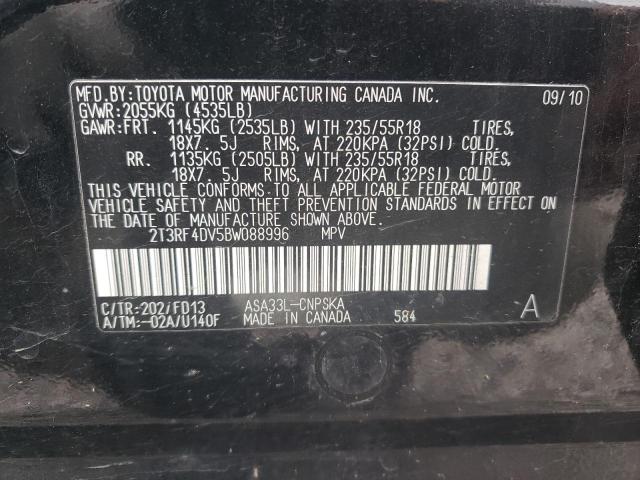 MFD.BY:TOYOTA MOTOR MANUFACTURING CANADA INC. 09/10
GVWR:2055KG (4535LB)
GAWR:FRT. 1145KG (2535LB) WITH 235/55R18 TIRES,
18X7. 5J RIMS, AT 220KPA (32PSI) COLD.
RR. 1135KG (2505LB) WITH 235/55R18 TIRES,
18X7. 5J RIMS, AT 220KPA (32PSI) COLD.
THIS VEHICLE CONFORMS TO ALL APPLICABLE FEDERAL MOTOR
VEHICLE SAFETY AND THEFT PREVENTION STANDARDS IN EFFECT ON THE
DATE OF MANUFACTURE SHOWN ABOVE.
2T3RF4DV5BW088996 MPV
C/TR:202/FD13 ASA33L-CNPSKA
A/TM:-02A/U140F MADE IN CANADA 584 A